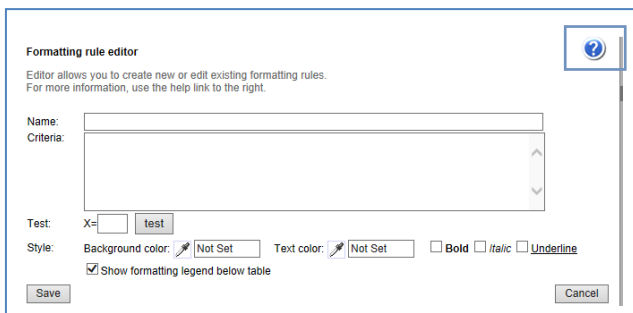 Formatting rule editor
?
Editor allows you to create new or edit existing formatting rules.
For more information, use the help link to the right.
Name:
Criteria:
Test: X= test
Style: Background color: Not Set Text color: Not Set Bold Italic Underline
Show formatting legend below table
Save Cancel